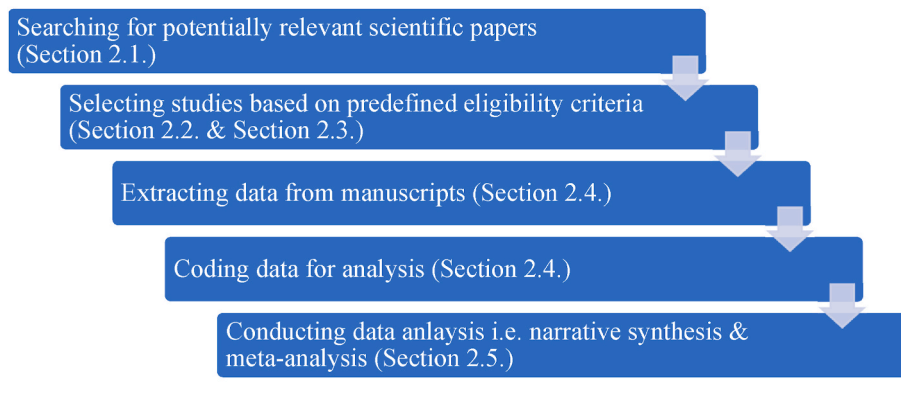 Searching for potentially relevant scientific papers
(Section 2.1.)
Selecting studies based on predefined eligibility criteria
(Section 2.2. & Section 2.3.)
Extracting data from manuscripts (Section 2.4.)
Coding data for analysis (Section 2.4.)
Conducting data anlaysis i.e. narrative synthesis &
meta-analysis (Section 2.5.)